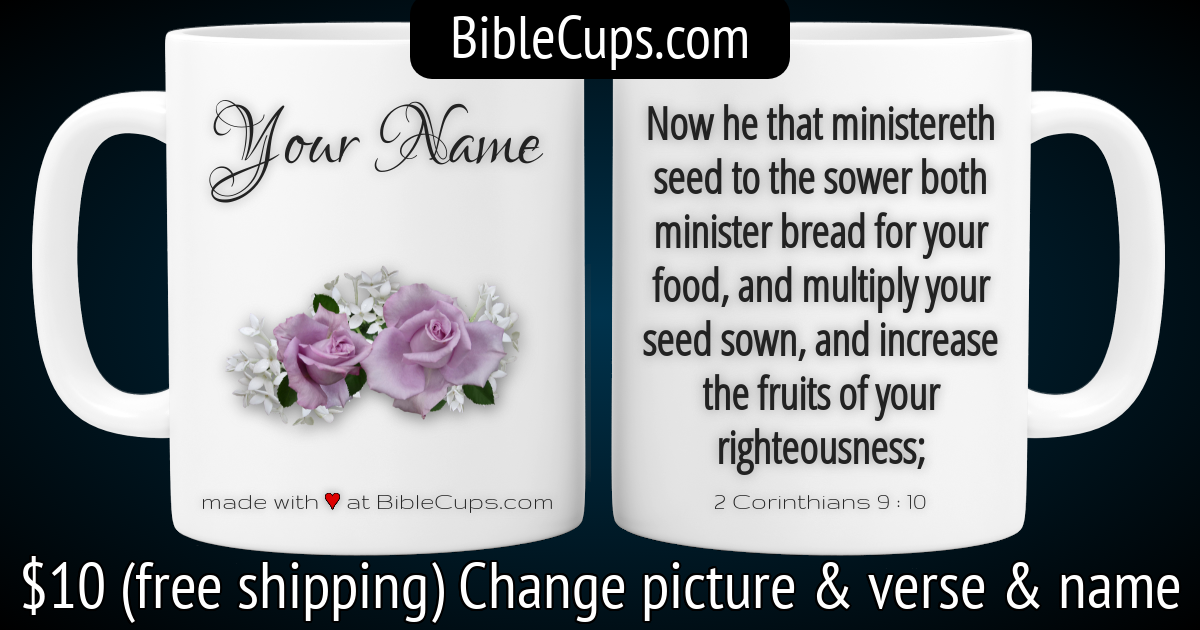 BibleCups.com
Your Name
made with ♥ at BibleCups.com
Now he that ministereth
seed to the sower both
minister bread for your
food, and multiply your
seed sown, and increase
the fruits of your
righteousness;
2 Corinthians 9 : 10
$10 (free shipping) Change picture & verse & name